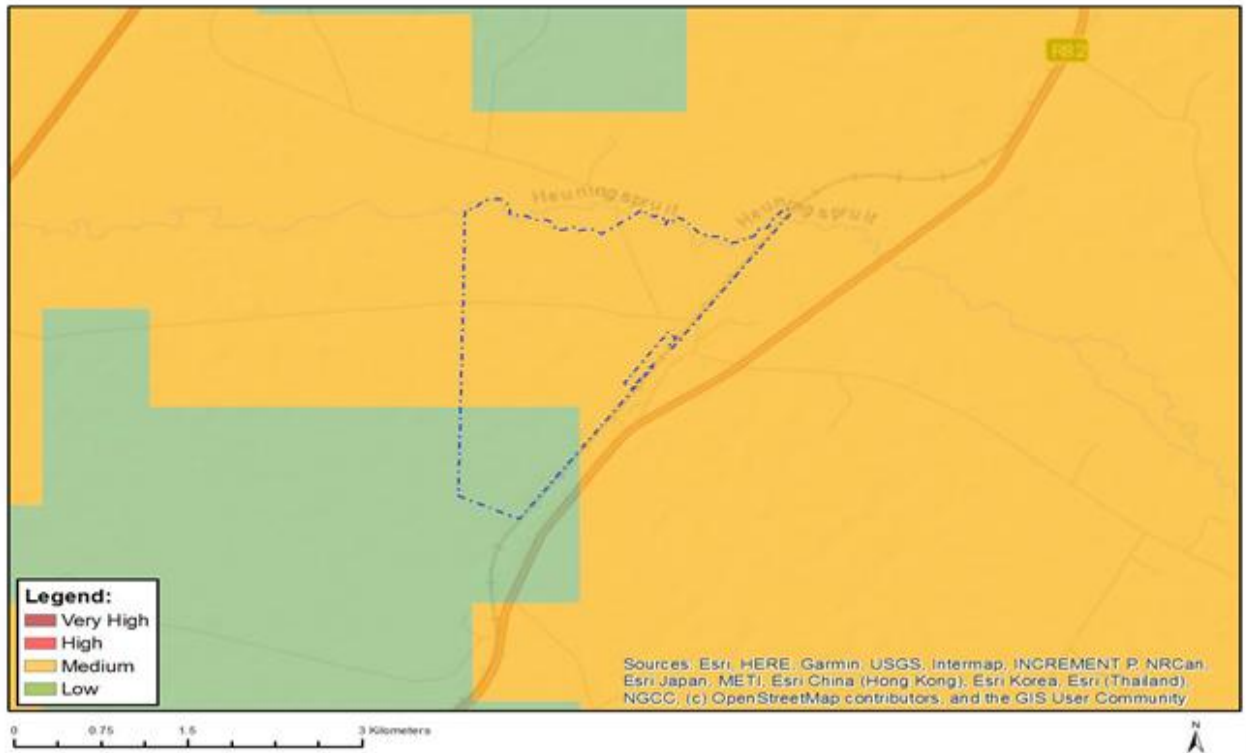 R82
Heuningspruit
Heuningspruit
Legend:
Very High
High
Medium
Low
Sources: Esri, HERE, Garmin, USGS, Intermap, INCREMENT P, NRCan,
Esri Japan, METI, Esri China (Hong Kong), Esri Korea, Esri (Thailand),
NGCC, (c) OpenStreetMap contributors, and the GIS User Community
0 0.75 1.5 3 Kilometers
N